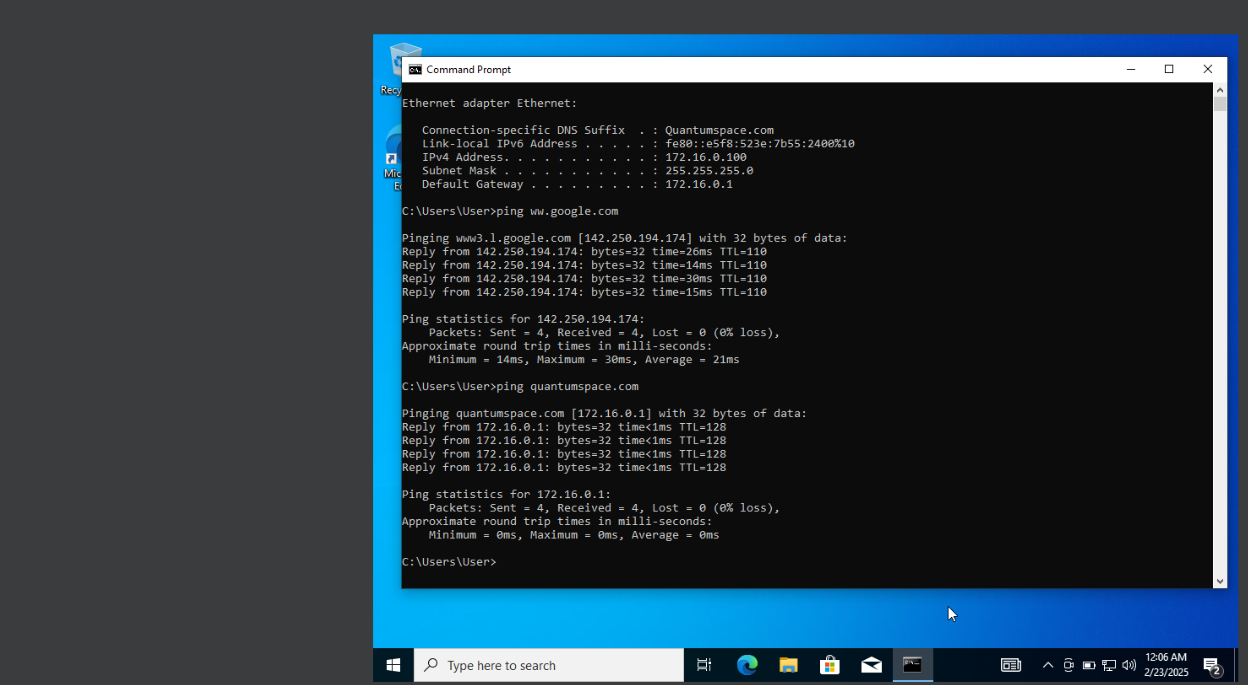 Recy
Mic
E
Command Prompt
Ethernet adapter Ethernet:
Connection-specific DNS Suffix . : Quantumspace.com
Link-local IPv6 Address . . . . . : fe80::e5f8:523e:7b55:2400%10
IPv4 Address. . . . . . . . . . . : 172.16.0.100
Subnet Mask . . . . . . . . . . . : 255.255.255.0
Default Gateway . . . . . . . . . : 172.16.0.1
C:\Users\User>ping ww.google.com
Pinging www3.l.google.com [142.250.194.174] with 32 bytes of data:
Reply from 142.250.194.174: bytes=32 time=26ms TTL=110
Reply from 142.250.194.174: bytes=32 time=14ms TTL=110
Reply from 142.250.194.174: bytes=32 time=30ms TTL=110
Reply from 142.250.194.174: bytes=32 time=15ms TTL=110
Ping statistics for 142.250.194.174:
Packets: Sent = 4, Received = 4, Lost = 0 (0% loss),
Approximate round trip times in milli-seconds:
Minimum = 14ms, Maximum = 30ms, Average = 21ms
C:\Users\User>ping quantumspace.com
Pinging quantumspace.com [172.16.0.1] with 32 bytes of data:
Reply from 172.16.0.1: bytes=32 time<1ms TTL=128
Reply from 172.16.0.1: bytes=32 time<1ms TTL=128
Reply from 172.16.0.1: bytes=32 time<1ms TTL=128
Reply from 172.16.0.1: bytes=32 time<1ms TTL=128
Ping statistics for 172.16.0.1:
Packets: Sent = 4, Received = 4, Lost = 0 (0% loss),
Approximate round trip times in milli-seconds:
Minimum = 0ms, Maximum = 0ms, Average = 0ms
C:\Users\User>
Type here to search
12:06 AM
2/23/2025
2